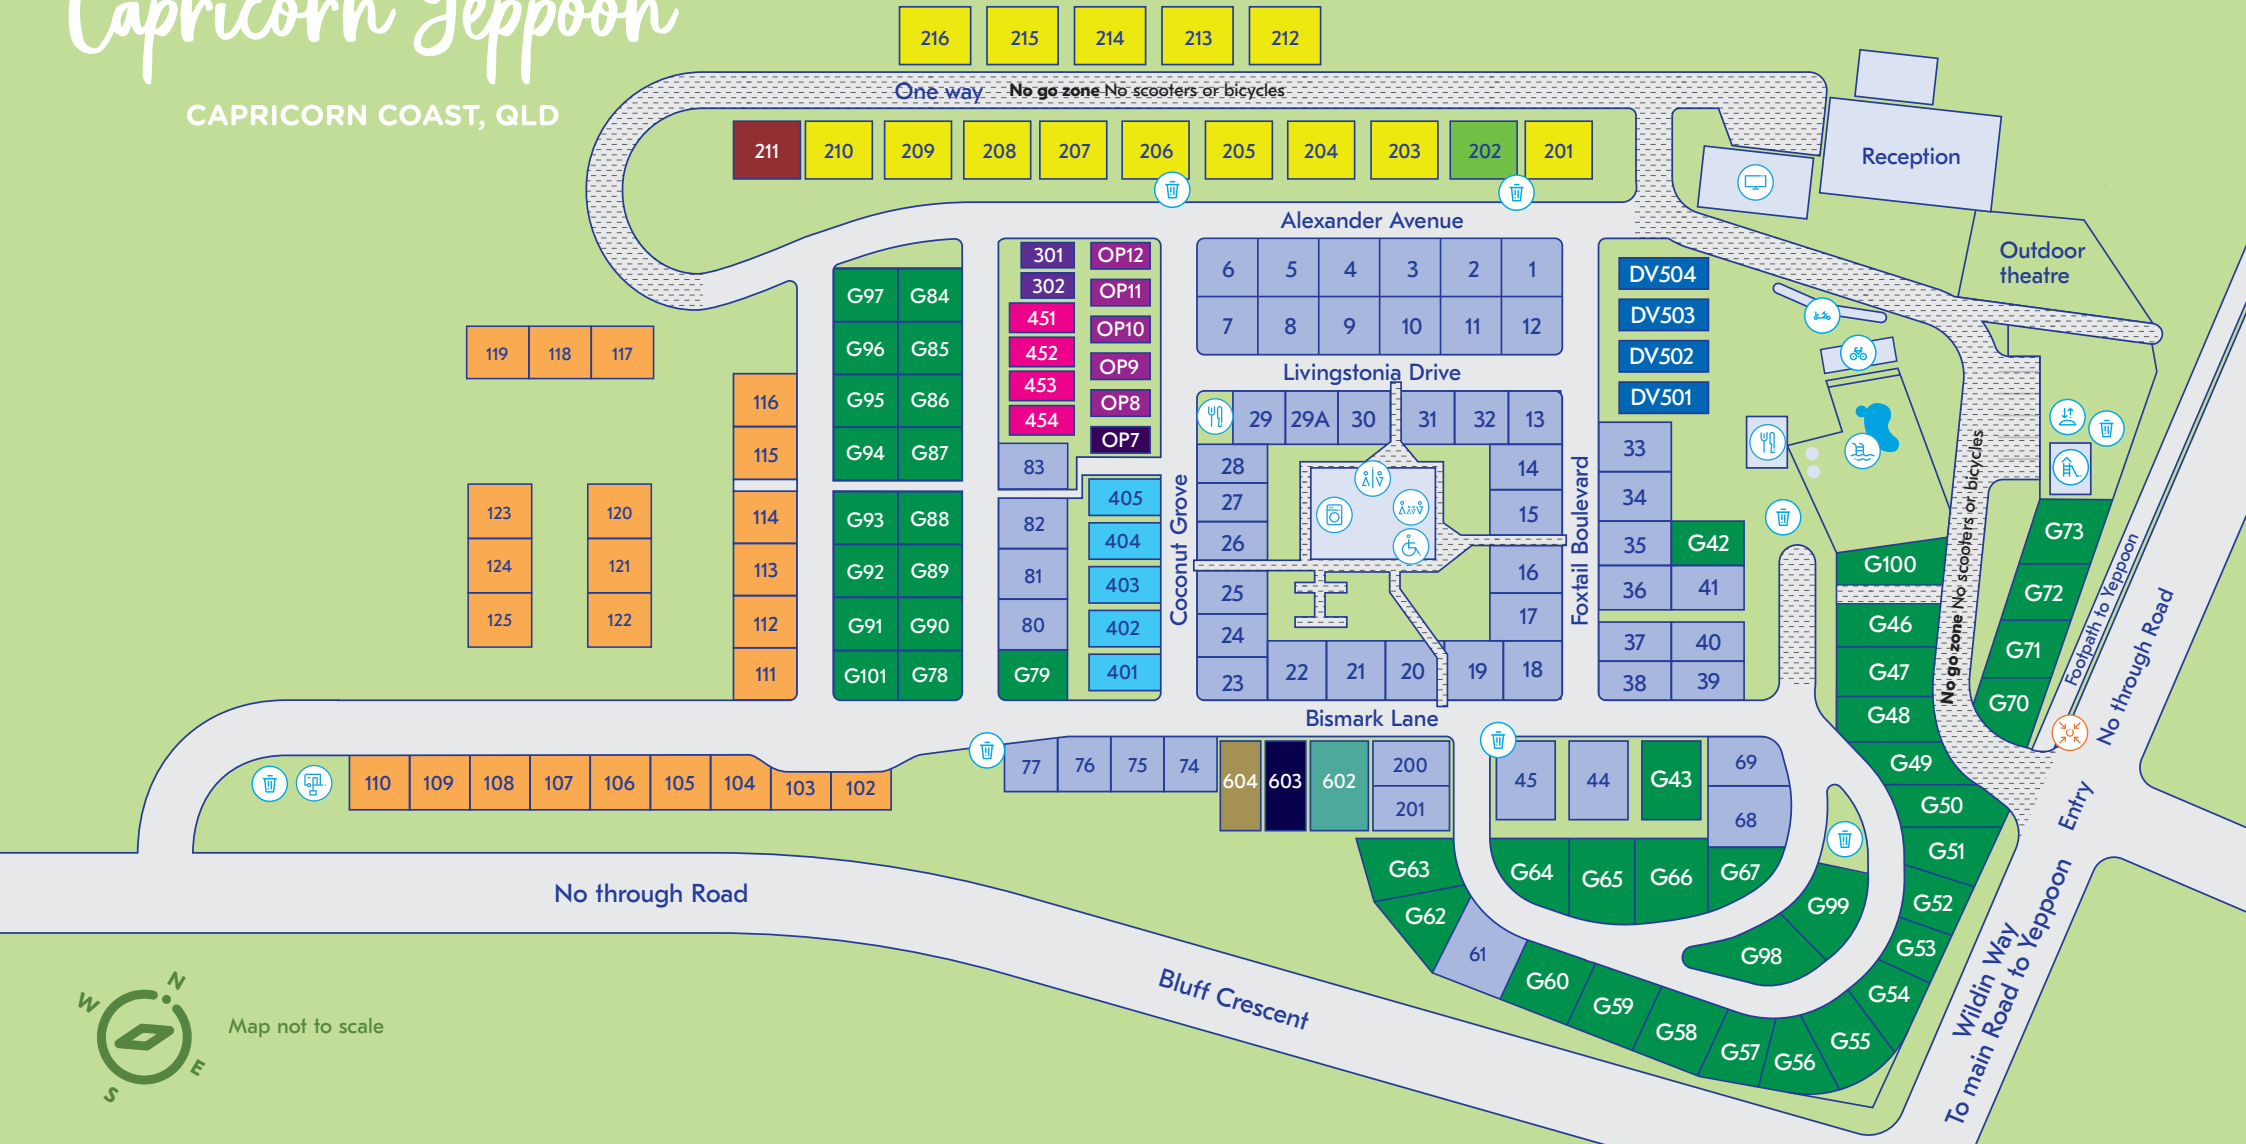 Capricorn Yeppoon
CAPRICORN COAST, QLD
216 215 214 213 212
One way No go zone No scooters or bicycles
211 210 209 208 207 206 205 204 203 202 201
Reception
Alexander Avenue
Outdoor
theatre
301 OP12
302 OP11
451 OP10
452 OP9
453 OP8
454 OP7
6 5 4 3 2 1
7 8 9 10 11 12
DV504
DV503
DV502
DV501
Livingstonia Drive
G97 G84
G96 G85
G95 G86
G94 G87
G93 G88
G92 G89
G91 G90
G101 G78
119 118 117
116
115
114
113
112
111
123 120
124 121
125 122
83
82
81
80
G79
405
404
403
402
401
Coconut Grove
29 29A 30 31 32 13
28 14
27 15
26
25 16
24 17
23 22 21 20 19 18
Foxtail Boulevard
33
34
35 G42
36 41
37 40
38 39
G100
G46
G47
G48
G49
G50
G51
G52
G53
G54
G55
G56
G57
G58
G59
G60
61
G62
G63
No go zone No scooters or bicycles
G73
G72
G71
G70
Footpath to Yeppoon
No through Road
Entry
Bismark Lane
110 109 108 107 106 105 104 103 102
77 76 75 74
604 603 602 200
201
45 44 G43 69
68
G64 G65 G66 G67
G99
G98
No through Road
Bluff Crescent
Wildin Way
To main Road to Yeppoon
N
W
E
S
Map not to scale